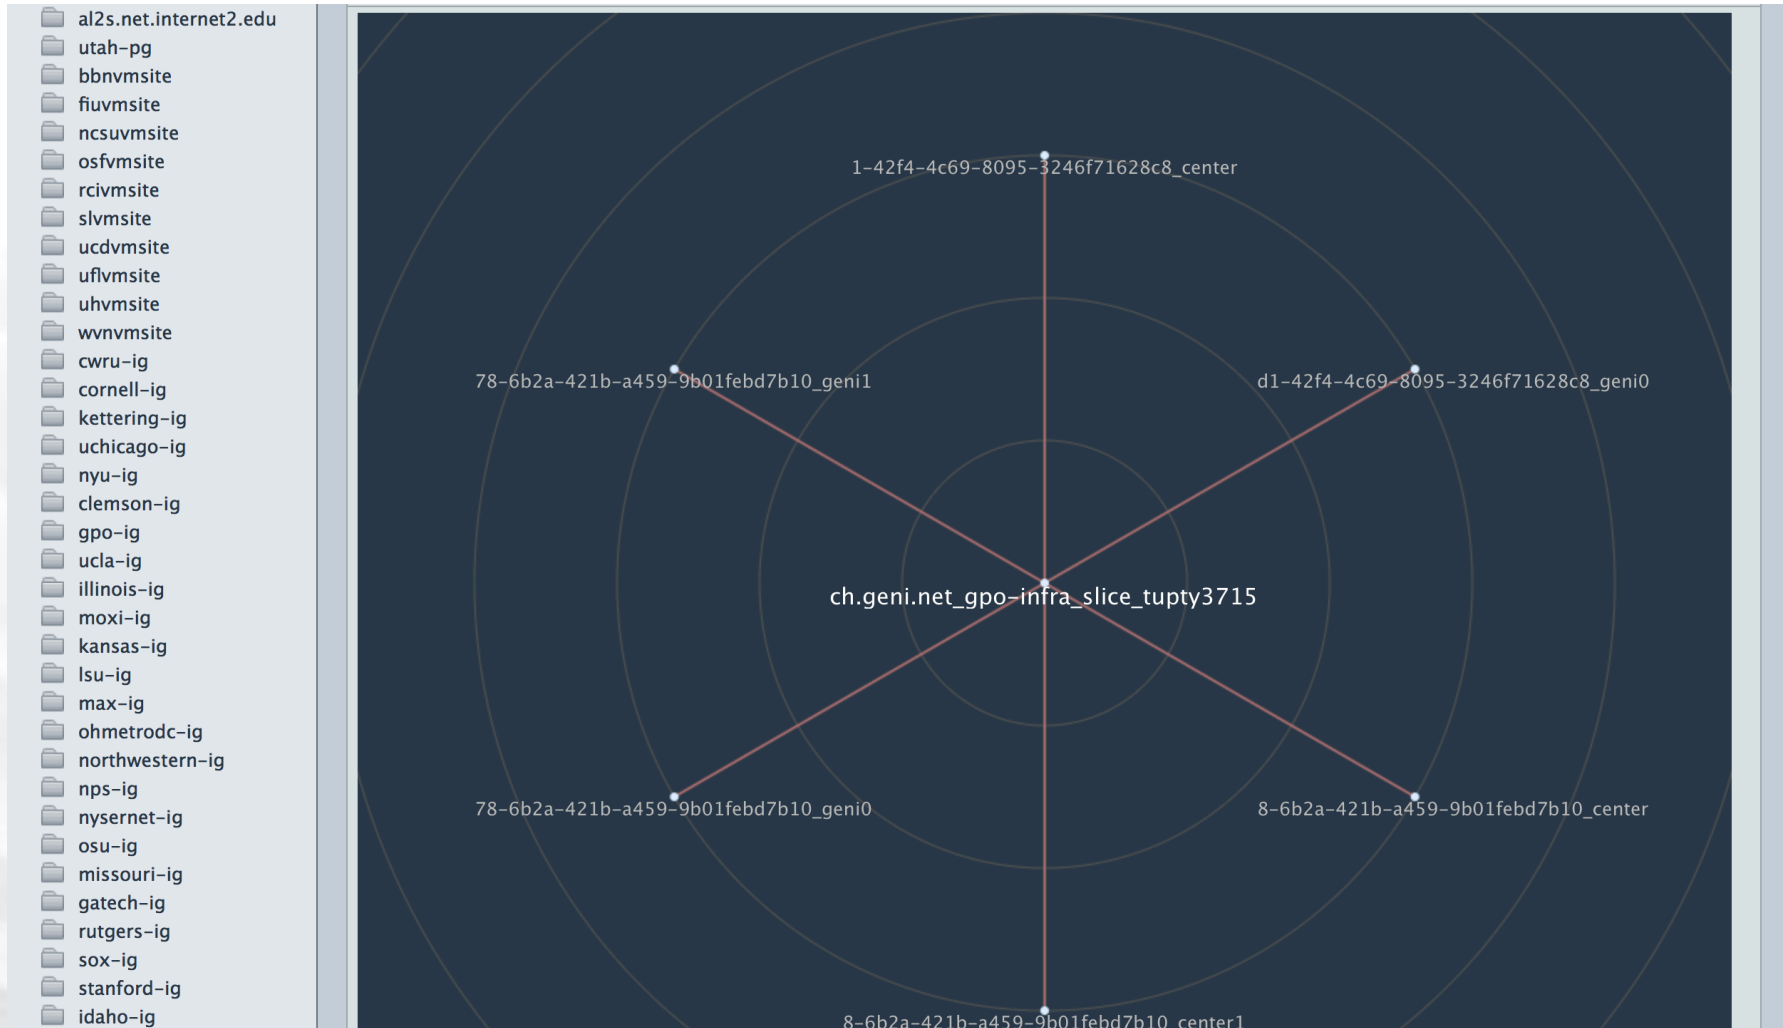 al2s.net.internet2.edu
utah-pg
bbnvmsite
fiuvmsite
ncsuvmsite
osfvmsite
rcivmsite
slvmsite
ucdvmsite
uflvmsite
uhvmsite
wvnvmsite
cwru-ig
cornell-ig
kettering-ig
uchicago-ig
nyu-ig
clemson-ig
gpo-ig
ucla-ig
illinois-ig
moxi-ig
kansas-ig
lsu-ig
max-ig
ohmetrodc-ig
northwestern-ig
nps-ig
nysernet-ig
osu-ig
missouri-ig
gatech-ig
rutgers-ig
sox-ig
stanford-ig
idaho-ig
1-42f4-4c69-8095-3246f71628c8_center
78-6b2a-421b-a459-9b01febd7b10_geni1
d1-42f4-4c69-8095-3246f71628c8_geni0
ch.geni.net_gpo-infra_slice_tupty3715
78-6b2a-421b-a459-9b01febd7b10_geni0
8-6b2a-421b-a459-9b01febd7b10_center
8-6b2a-421b-a459-9b01febd7b10_center1